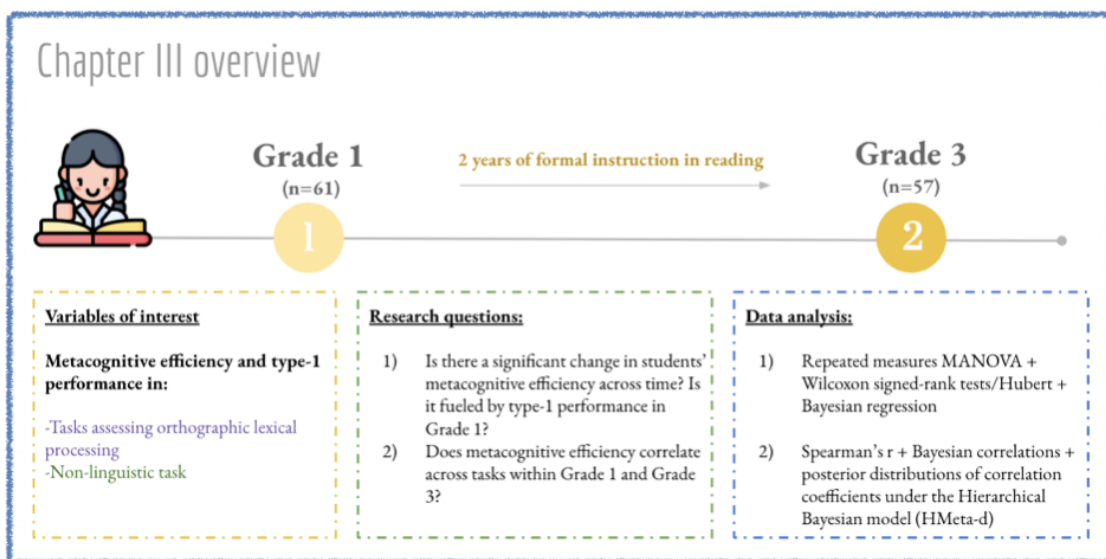 Chapter III overview
Grade 1
(n=61)
2 years of formal instruction in reading
Grade 3
(n=57)
1
2
Variables of interest
Metacognitive efficiency and type-1
performance in:
-Tasks assessing orthographic lexical
processing
-Non-linguistic task
Research questions:
1) Is there a significant change in students'
metacognitive efficiency across time? Is
it fueled by type-1 performance in
Grade 1?
2) Does metacognitive efficiency correlate
across tasks within Grade 1 and Grade
3?
Data analysis:
1) Repeated measures MANOVA +
Wilcoxon signed-rank tests/Hubert +
Bayesian regression
2) Spearman's r + Bayesian correlations +
posterior distributions of correlation
coefficients under the Hierarchical
Bayesian model (HMeta-d)